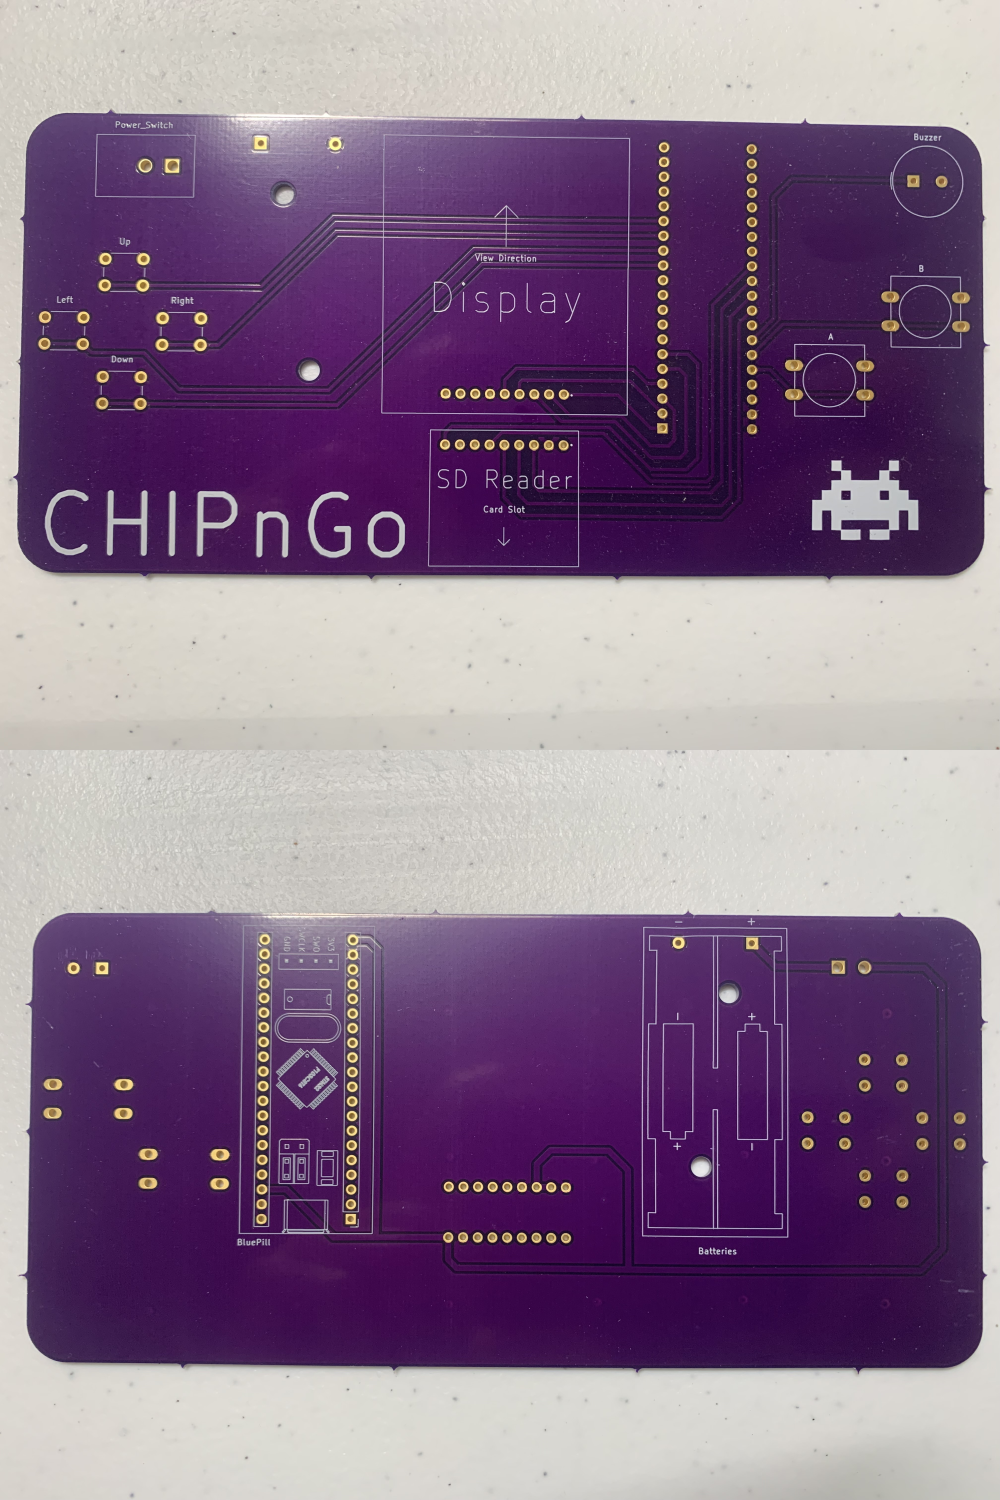 Power_Switch
Buzzer
Up
View Direction
B
Left
Right
Display
A
Down
SD Reader
Card Slot
CHIPnGo
- +
GND
SWCLK
SWO
3V3
- +
+ -
BluePill
Batteries